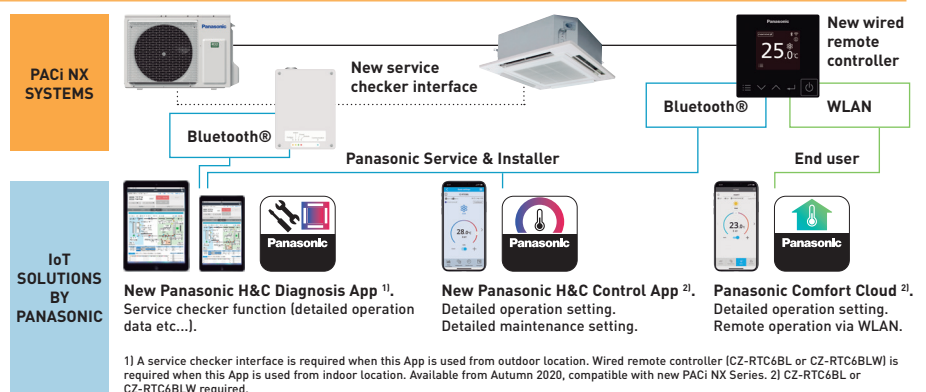 Panasonic
Panasonic
25.0°C
New wired
remote
controller
PACi NX
SYSTEMS
New service
checker interface
Bluetooth®
Bluetooth®
WLAN
Panasonic Service & Installer
End user
IoT
SOLUTIONS
BY
PANASONIC
Panasonic
28.0
Panasonic
23.0
Panasonic
New Panasonic H&C Diagnosis App 1).
Service checker function (detailed operation
data etc...).
New Panasonic H&C Control App 2).
Detailed operation setting.
Detailed maintenance setting.
Panasonic Comfort Cloud 2).
Detailed operation setting.
Remote operation via WLAN.
1) A service checker interface is required when this App is used from outdoor location. Wired remote controller (CZ-RTC6BL or CZ-RTC6BLW) is
required when this App is used from indoor location. Available from Autumn 2020, compatible with new PACi NX Series. 2) CZ-RTC6BL or
CZ-RTC6BLW required.